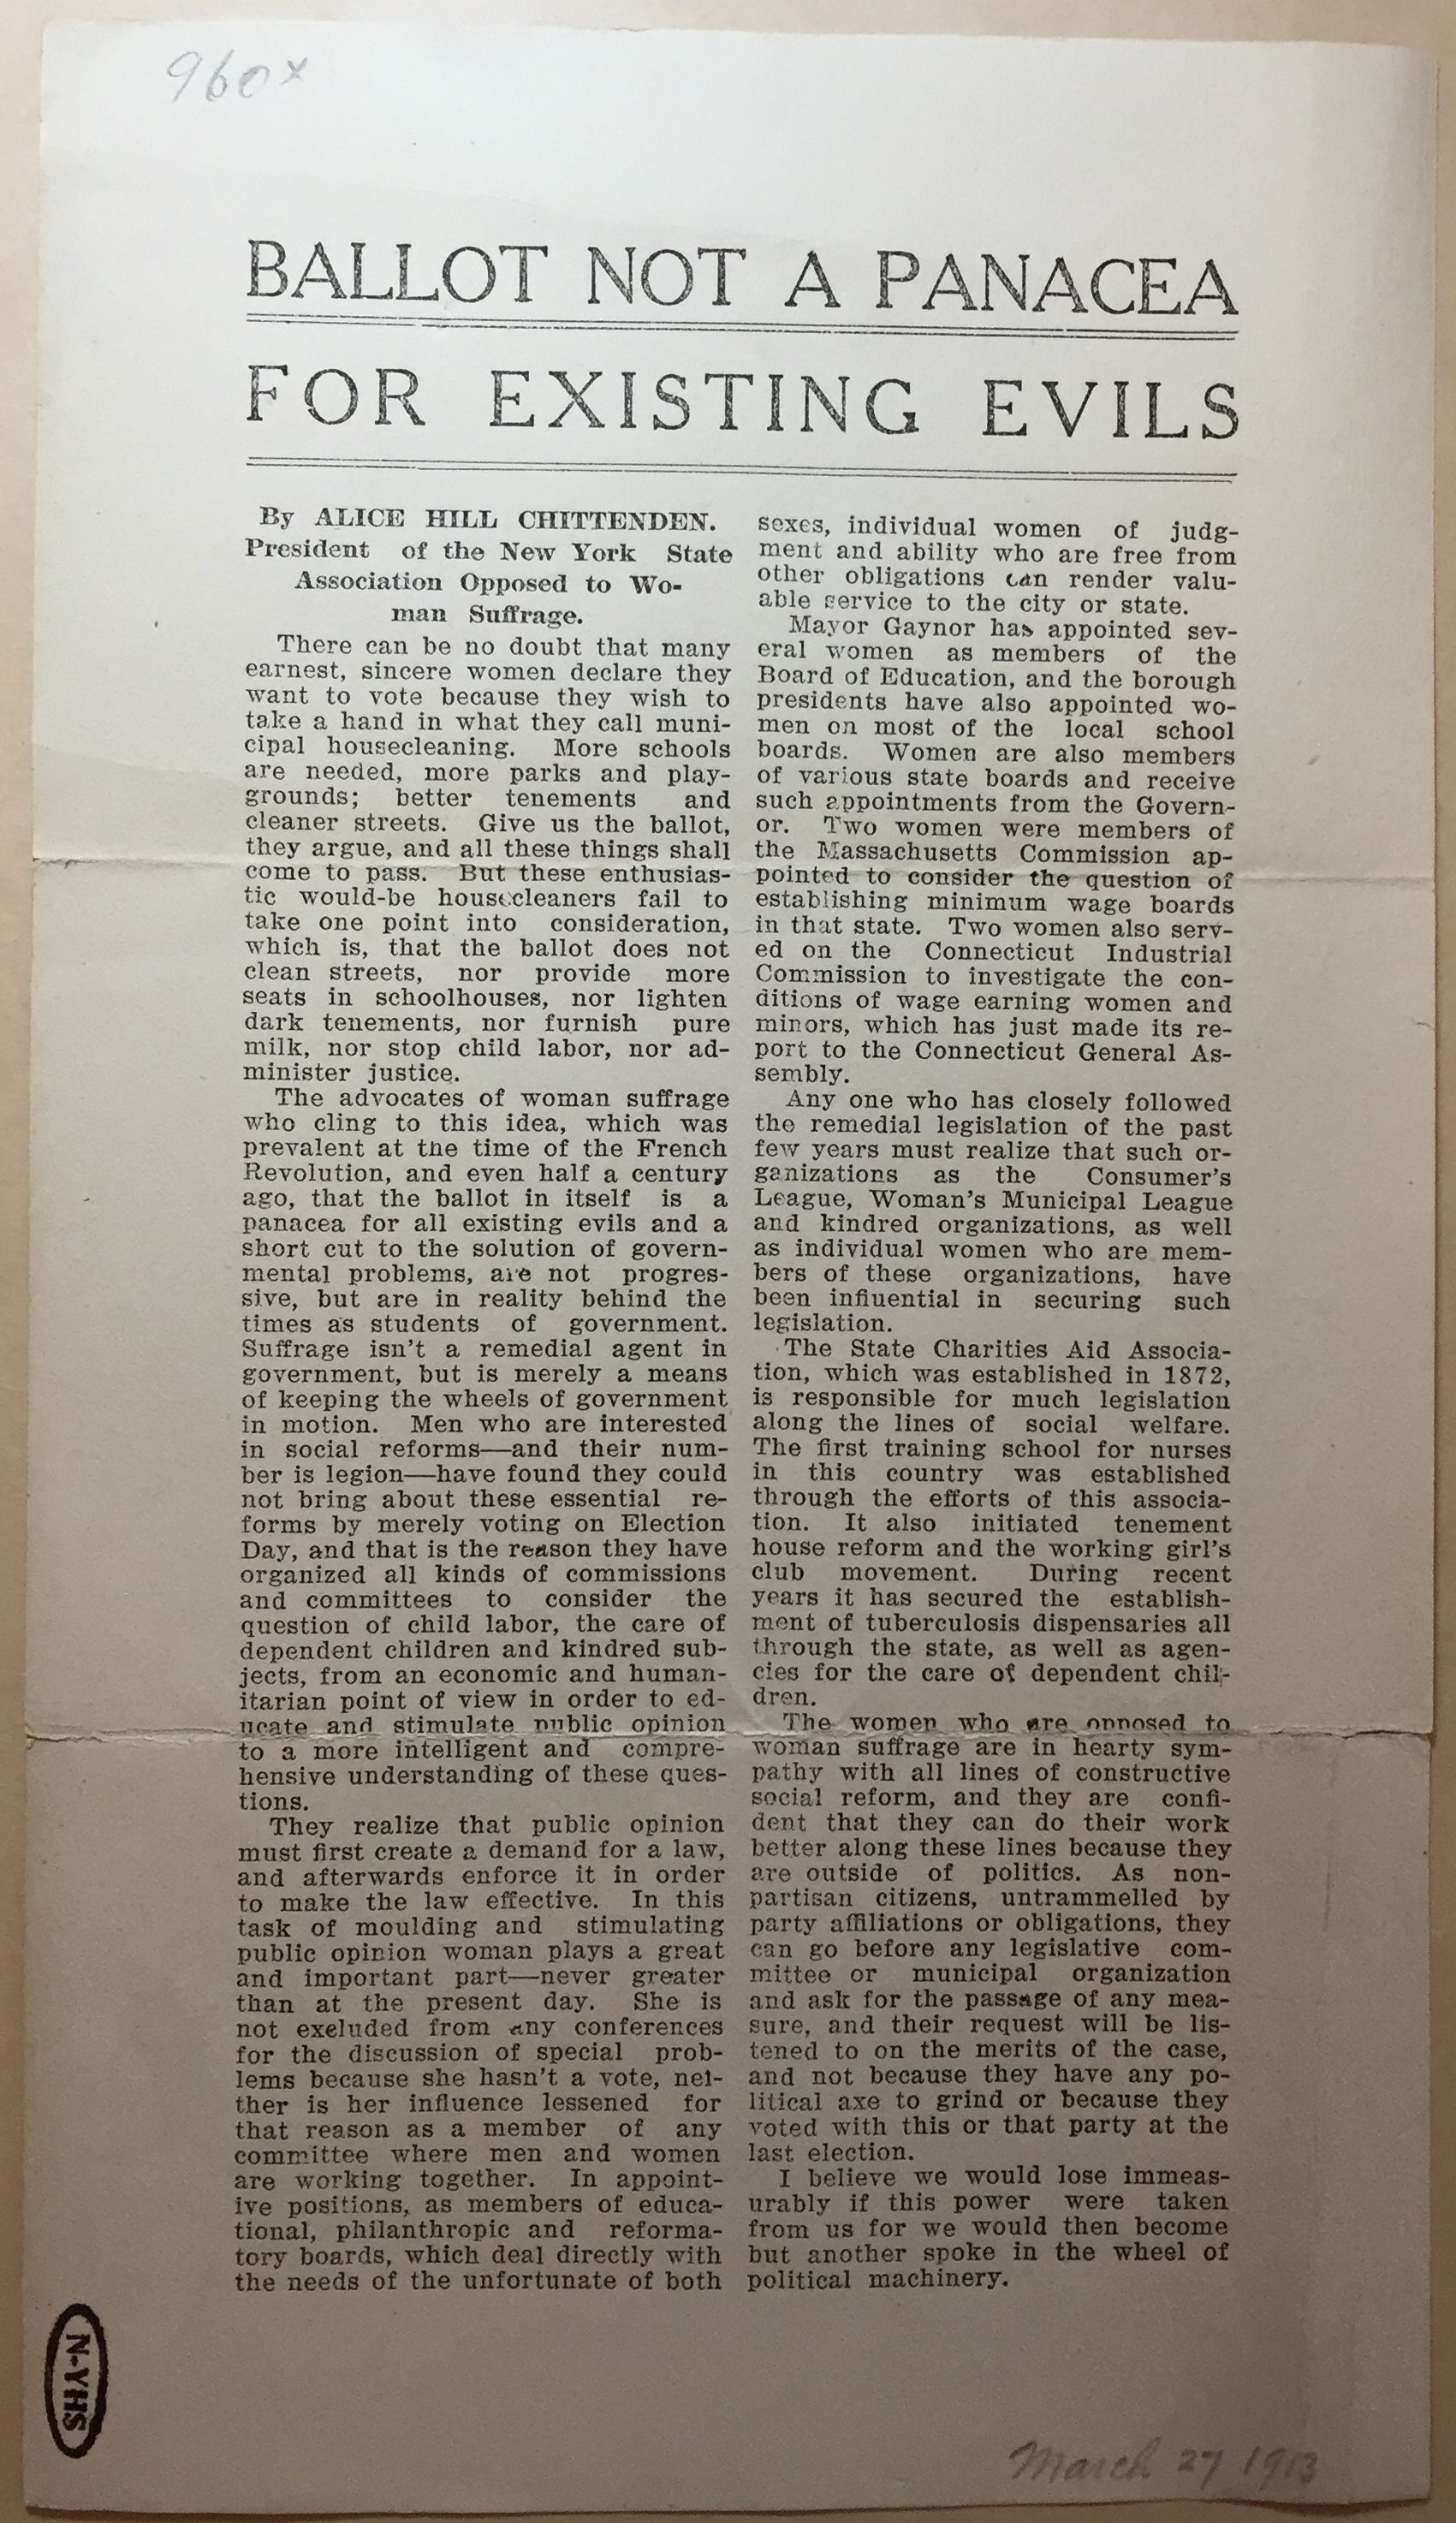 960x
BALLOT NOT A PANACEA
FOR EXISTING EVILS
By ALICE HILL CHITTENDEN.
President of the New York State
Association Opposed to Wo-
man Suffrage.
There can be no doubt that many
earnest, sincere women declare they
want to vote because they wish to
take a hand in what they call muni-
cipal housecleaning. More schools
are needed, more parks and play-
grounds; better tenements and
cleaner streets. Give us the ballot,
they argue, and all these things shall
come to pass. But these enthusias-
tic would-be housecleaners fail to
take one point into consideration,
which is, that the ballot does not
clean streets, nor provide more
seats in schoolhouses, nor lighten
dark tenements, nor furnish pure
milk, nor stop child labor, nor ad-
minister justice.
The advocates of woman suffrage
who cling to this idea, which was
prevalent at the time of the French
Revolution, and even half a century
ago, that the ballot in itself is a
panacea for all existing evils and a
short cut to the solution of govern-
mental problems, are not progres-
sive, but are in reality behind the
times as students of government.
Suffrage isn't a remedial agent in
government, but is merely a means
of keeping the wheels of government
in motion. Men who are interested
in social reforms—and their num-
ber is legion—have found they could
not bring about these essential re-
forms by merely voting on Election
Day, and that is the reason they have
organized all kinds of commissions
and committees to consider the
question of child labor, the care of
dependent children and kindred sub-
jects, from an economic and human-
itarian point of view in order to ed-
ucate and stimulate public opinion
to a more intelligent and compre-
hensive understanding of these ques-
tions.
They realize that public opinion
must first create a demand for a law,
and afterwards enforce it in order
to make the law effective. In this
task of moulding and stimulating
public opinion woman plays a great
and important part—never greater
than at the present day. She is
not exeluded from any conferences
for the discussion of special prob-
lems because she hasn't a vote, nei-
ther is her influence lessened for
that reason as a member of any
committee where men and women
are working together. In appoint-
ive positions, as members of educa-
tional, philanthropic and reforma-
tory boards, which deal directly with
the needs of the unfortunate of both
sexes, individual women of judg-
ment and ability who are free from
other obligations can render valu-
able service to the city or state.
Mayor Gaynor has appointed sev-
eral women as members of the
Board of Education, and the borough
presidents have also appointed wo-
men on most of the local school
boards. Women are also members
of various state boards and receive
such appointments from the Govern-
or. Two women were members of
the Massachusetts Commission ap-
pointed to consider the question of
establishing minimum wage boards
in that state. Two women also serv-
ed on the Connecticut Industrial
Commission to investigate the con-
ditions of wage earning women and
minors, which has just made its re-
port to the Connecticut General As-
sembly.
Any one who has closely followed
the remedial legislation of the past
few years must realize that such or-
ganizations as the Consumer's
League, Woman's Municipal League
and kindred organizations, as well
as individual women who are mem-
bers of these organizations, have
been influential in securing such
legislation.
The State Charities Aid Associa-
tion, which was established in 1872,
is responsible for much legislation
along the lines of social welfare.
The first training school for nurses
in this country was established
through the efforts of this associa-
tion. It also initiated tenement
house reform and the working girl's
club movement. During recent
years it has secured the establish-
ment of tuberculosis dispensaries all
through the state, as well as agen-
cies for the care of dependent chil-
dren.
The women who are opposed to
woman suffrage are in hearty sym-
pathy with all lines of constructive
social reform, and they are confi-
dent that they can do their work
better along these lines because they
are outside of politics. As non-
partisan citizens, untrammelled by
party affiliations or obligations, they
can go before any legislative com-
mittee or municipal organization
and ask for the passage of any mea-
sure, and their request will be lis-
tened to on the merits of the case,
and not because they have any po-
litical axe to grind or because they
voted with this or that party at the
last election.
I believe we would lose immeas-
urably if this power were taken
from us for we would then become
but another spoke in the wheel of
political machinery.
N-YHS
March 27 1913